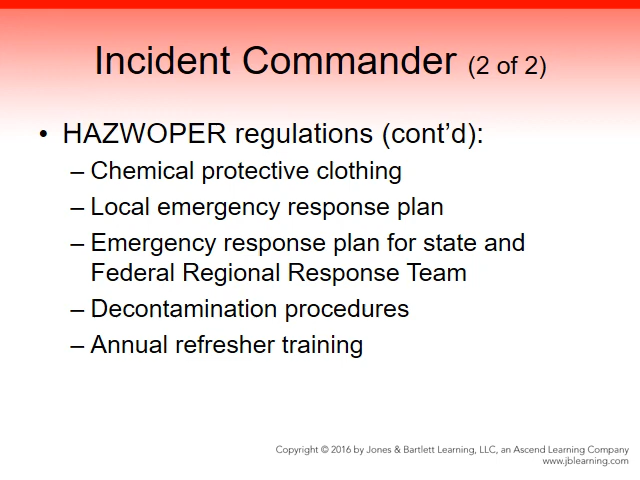 Incident Commander (2 of 2)
• HAZWOPER regulations (cont’d):
– Chemical protective clothing
– Local emergency response plan
– Emergency response plan for state and
Federal Regional Response Team
– Decontamination procedures
– Annual refresher training
Copyright © 2016 by Jones & Bartlett Learning, LLC, an Ascend Learning Company
www.jblearning.com